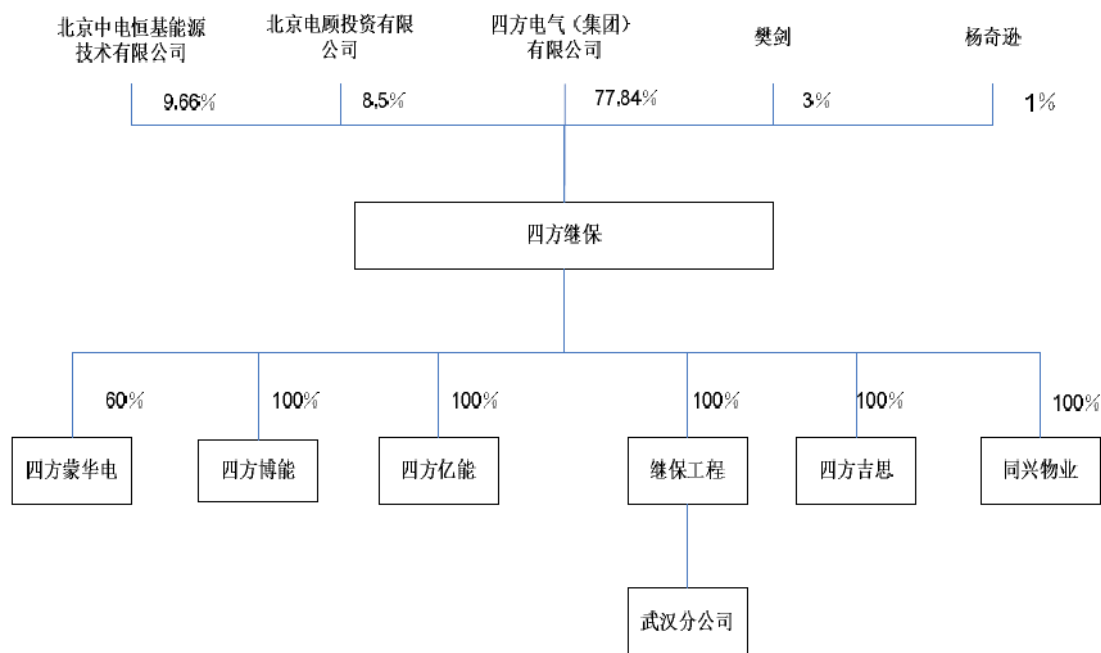 北京中电恒基能源
技术有限公司
北京电顾投资有限
公司
四方电气（集团）
有限公司
樊剑
杨奇逊
9.66%
8.5%
77.84%
3%
1%
四方继保
60%
100%
100%
100%
100%
100%
四方蒙华电
四方博能
四方亿能
继保工程
四方吉思
同兴物业
武汉分公司